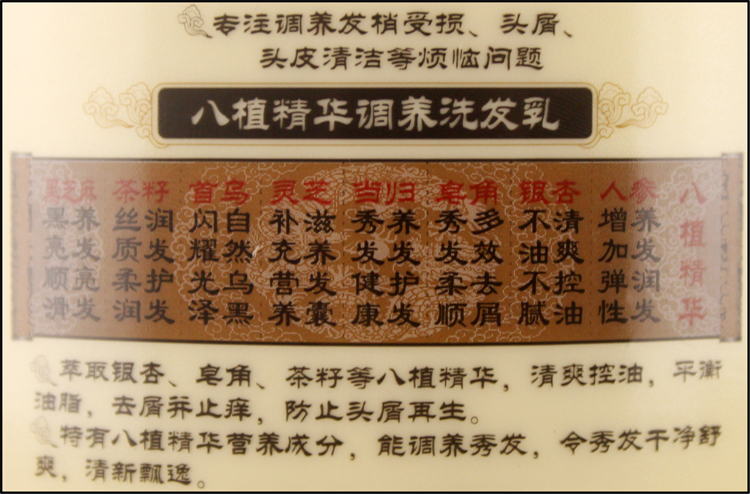 专注调养发梢受损、头屑、
头皮清洁等烦恼问题
八植精华调养洗发乳
八植精华
人参
养发润发
增加弹性
银杏
清爽控油
不油不腻
皂角
多效去屑
秀发柔顺
当归
养发护发
秀发健康
灵芝
滋养发囊
补充营养
首乌
自然乌黑
闪耀光泽
茶籽
润发护发
丝质柔润
黑芝麻
养发亮发
黑亮顺滑
萃取银杏、皂角、茶籽等八植精华，清爽控油，平衡
油脂，去屑并止痒，防止头屑再生。
特有八植精华营养成分，能调养秀发，令秀发干净舒
爽，清新飘逸。